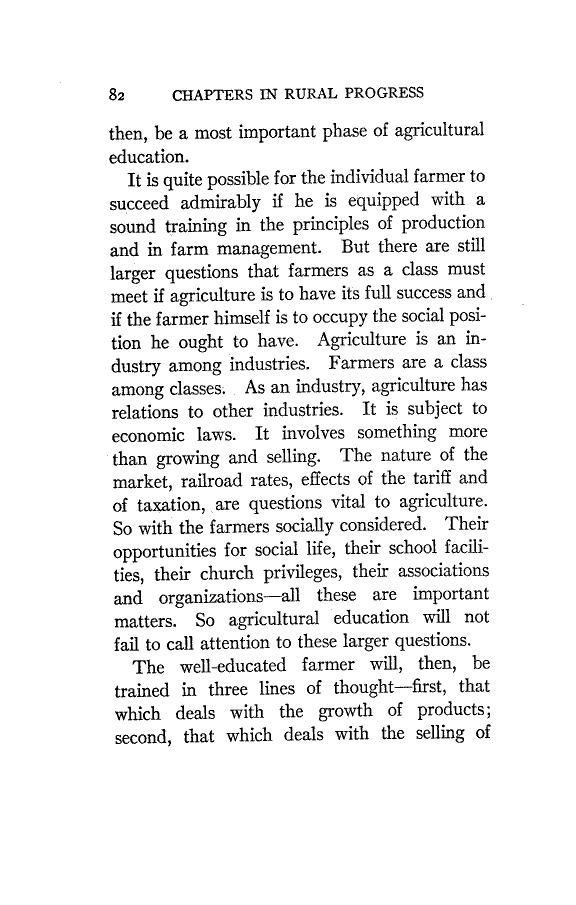 82 CHAPTERS IN RURAL PROGRESS
then, be a most important phase of agricultural
education.
It is quite possible for the individual farmer to
succeed admirably if he is equipped with a
sound training in the principles of production
and in farm management. But there are still
larger questions that farmers as a class must
meet if agriculture is to have its full success and
if the farmer himself is to occupy the social posi-
tion he ought to have. Agriculture is an in-
dustry among industries. Farmers are a class
among classes. As an industry, agriculture has
relations to other industries. It is subject to
economic laws. It involves something more
than growing and selling. The nature of the
market, railroad rates, effects of the tariff and
of taxation, are questions vital to agriculture.
So with the farmers socially considered. Their
opportunities for social life, their school facili-
ties, their church privileges, their associations
and organizations—all these are important
matters. So agricultural education will not
fail to call attention to these larger questions.
The well-educated farmer will, then, be
trained in three lines of thought—first, that
which deals with the growth of products;
second, that which deals with the selling of